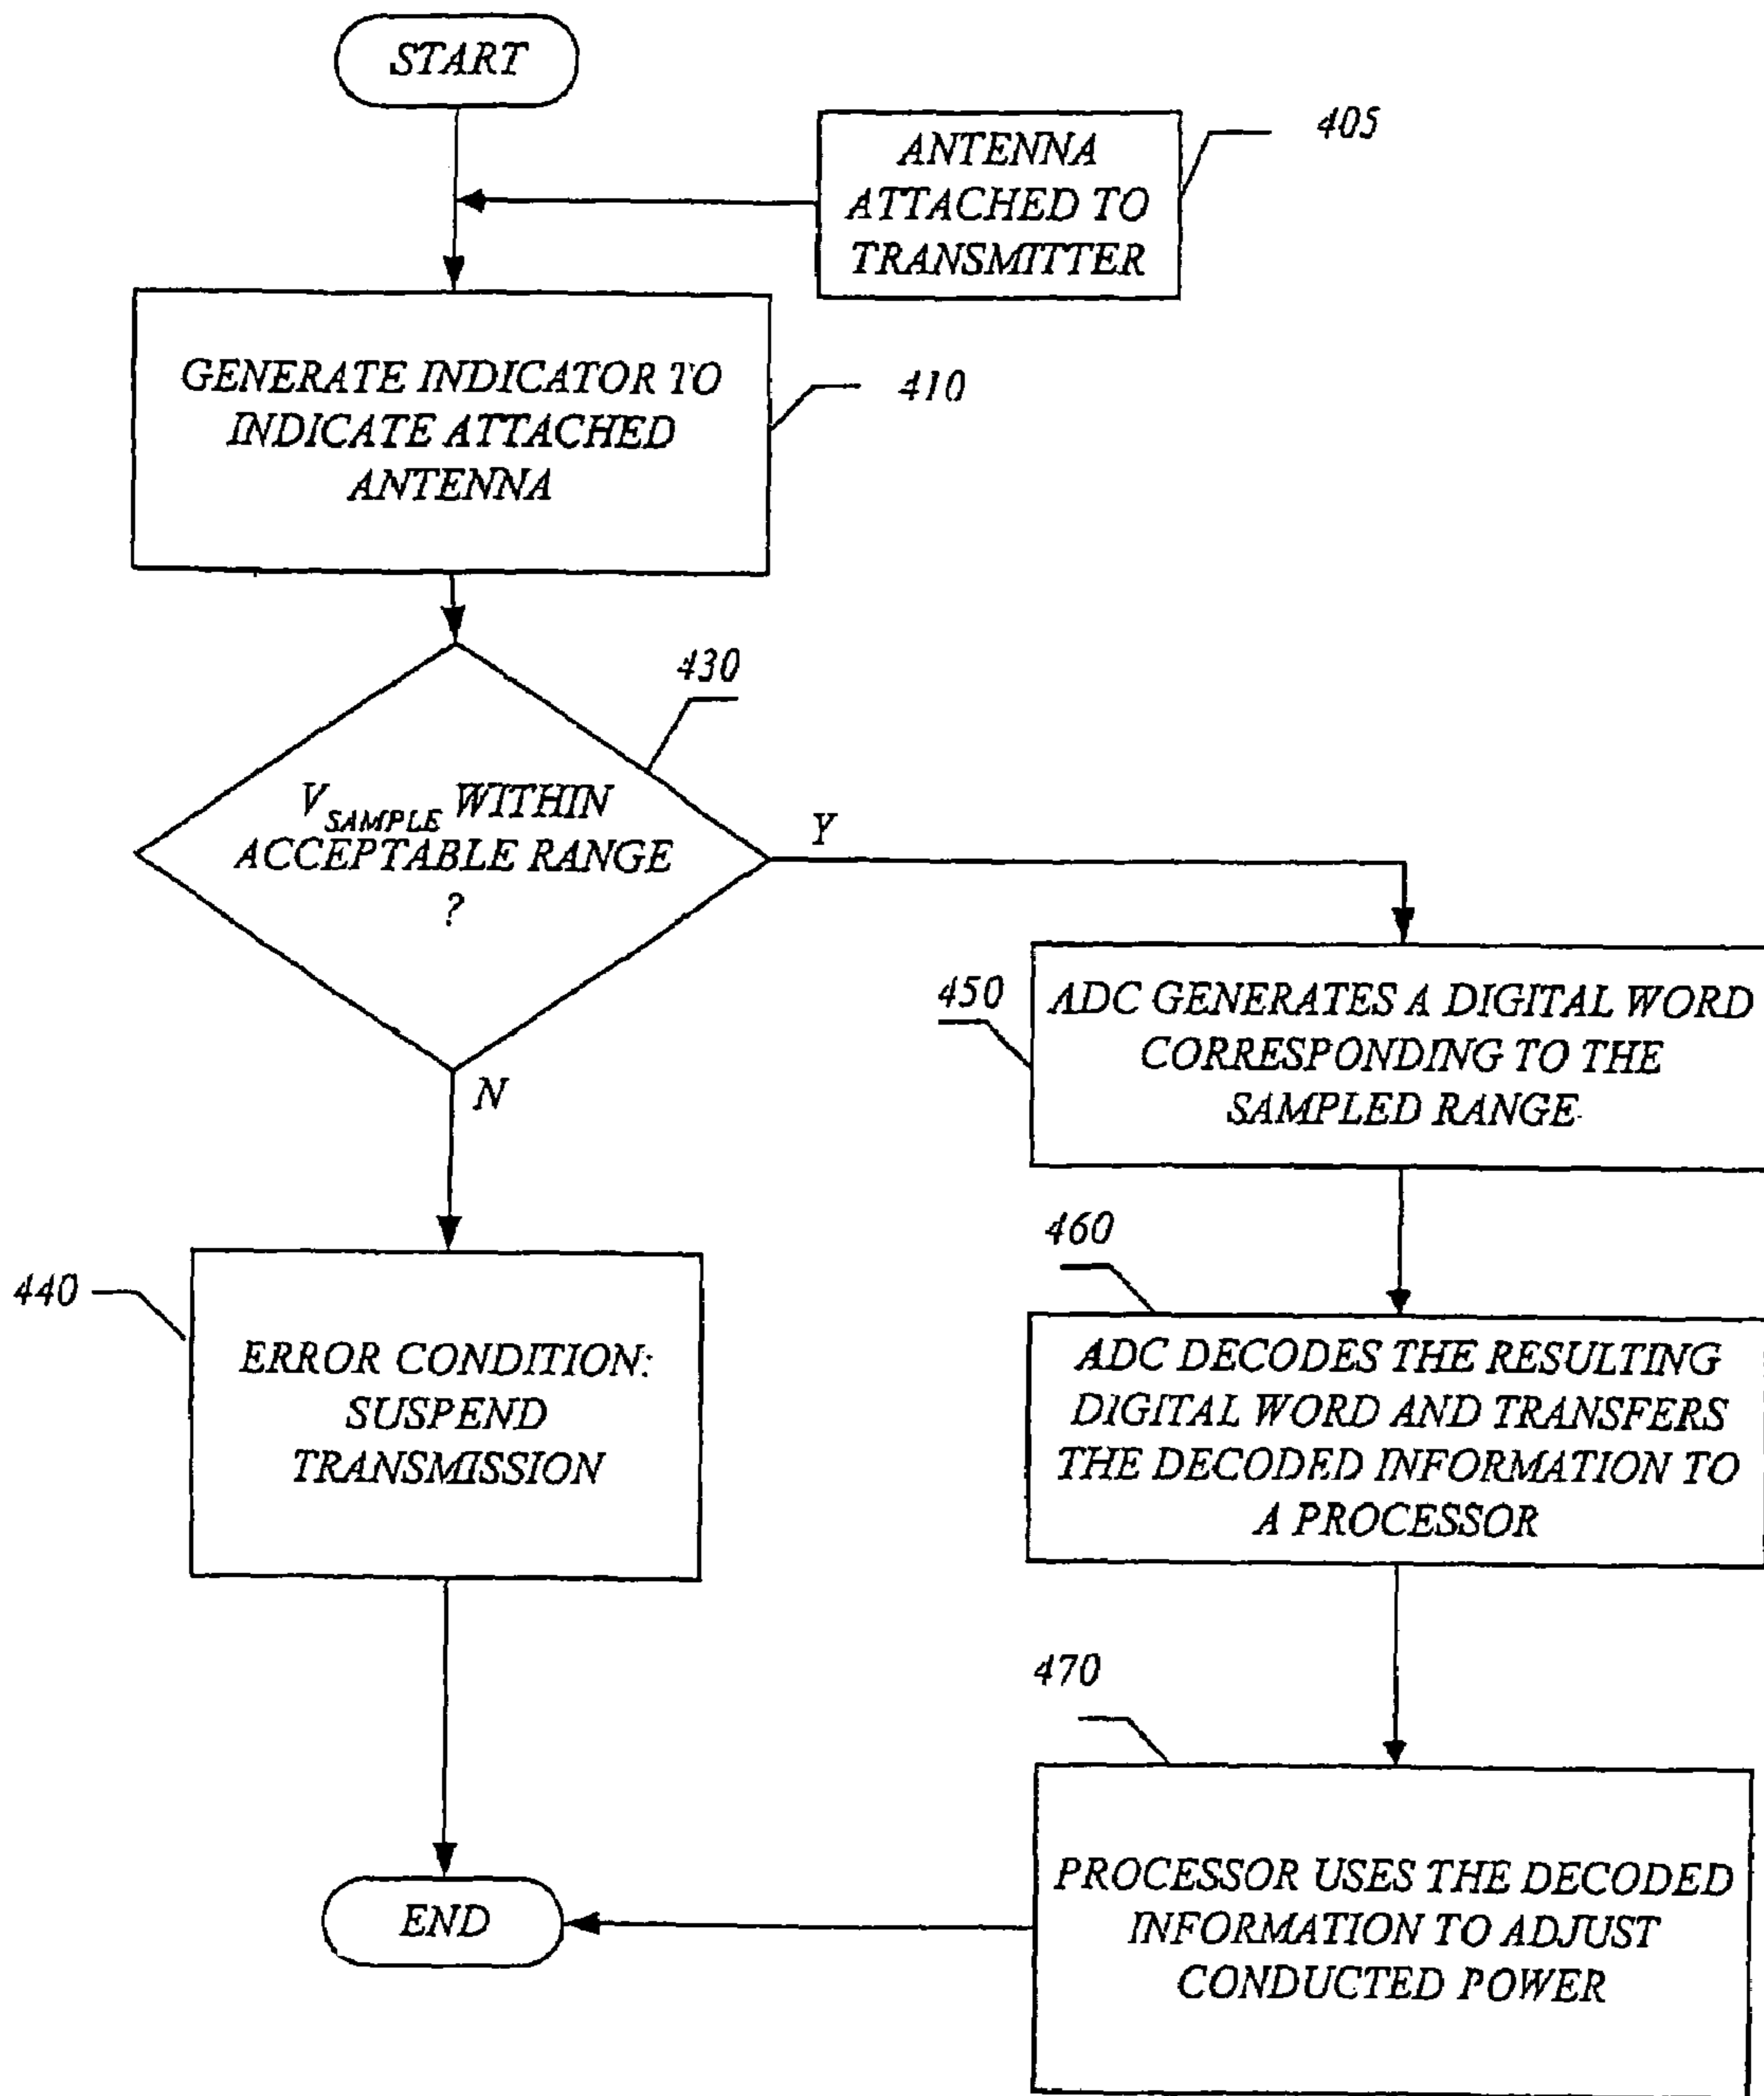 START
ANTENNA
ATTACHED TO
TRANSMITTER
405
GENERATE INDICATOR TO
INDICATE ATTACHED
ANTENNA
410
430
V_SAMPLE WITHIN
ACCEPTABLE RANGE
?
Y
N
450
ADC GENERATES A DIGITAL WORD
CORRESPONDING TO THE
SAMPLED RANGE
460
ADC DECODES THE RESULTING
DIGITAL WORD AND TRANSFERS
THE DECODED INFORMATION TO
A PROCESSOR
440
ERROR CONDITION:
SUSPEND
TRANSMISSION
470
PROCESSOR USES THE DECODED
INFORMATION TO ADJUST
CONDUCTED POWER
END